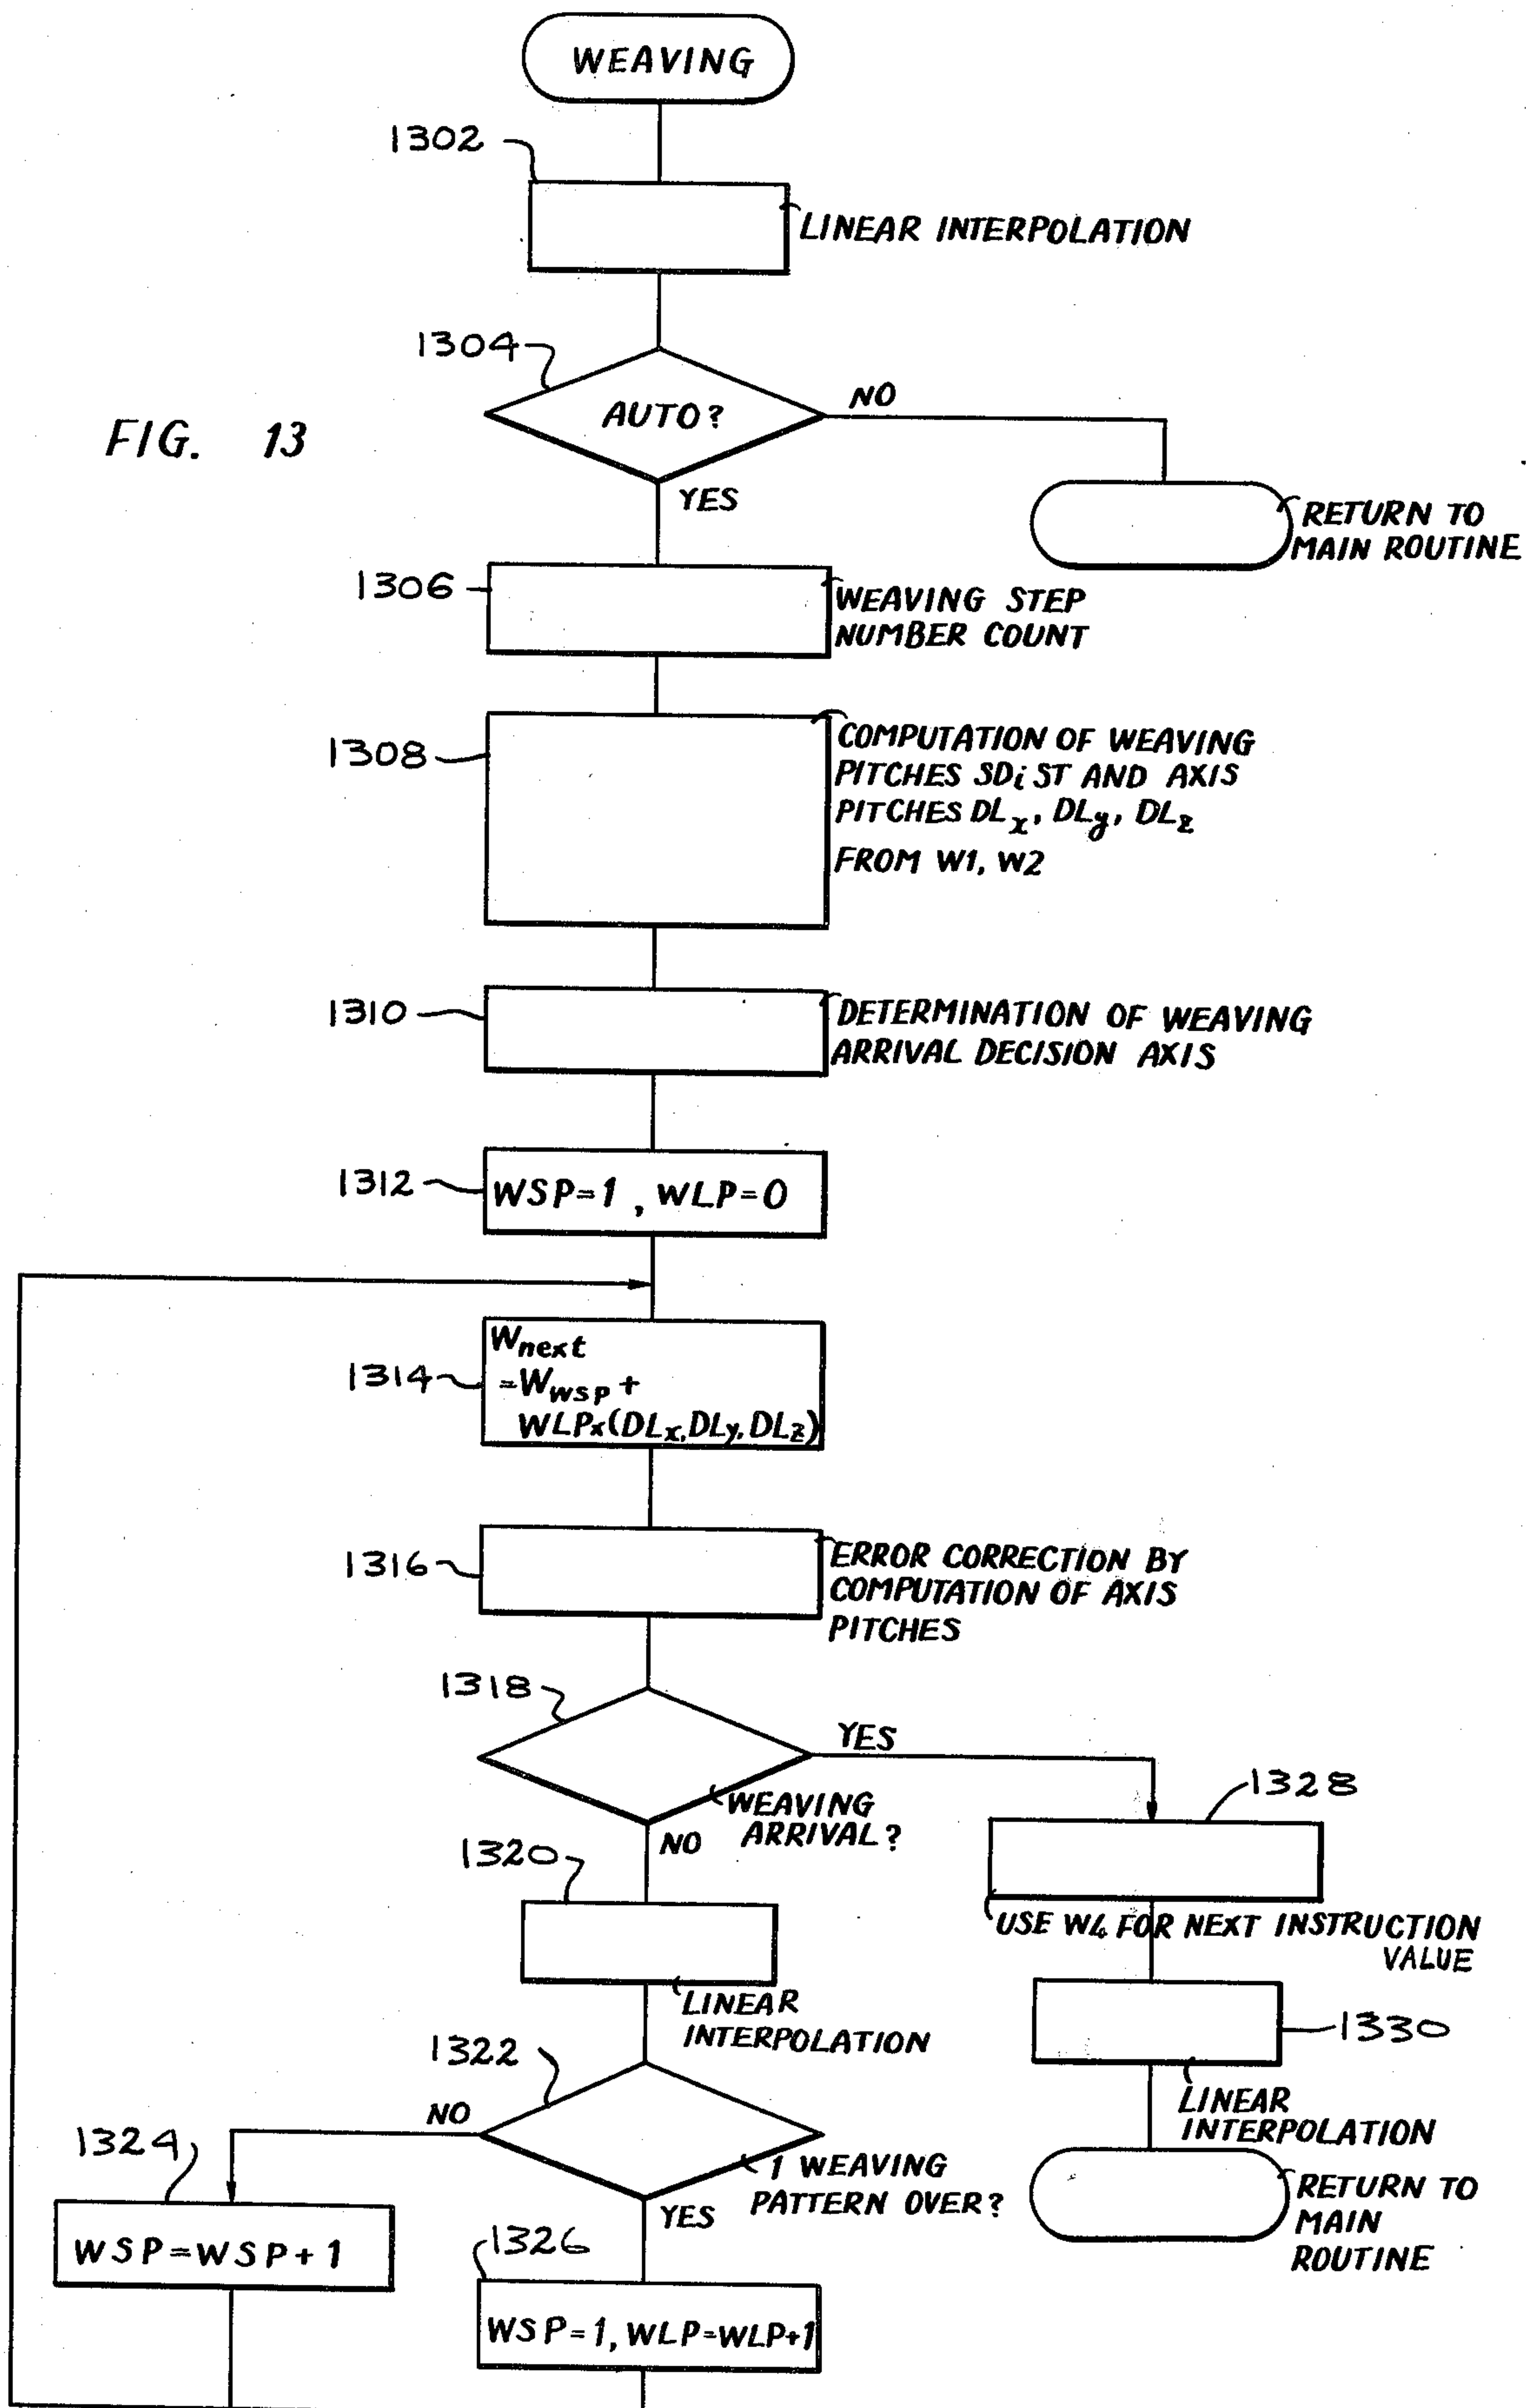 WEAVING
1302
LINEAR INTERPOLATION
1304
AUTO?
NO
FIG. 13
YES
RETURN TO
MAIN ROUTINE
1306
WEAVING STEP
NUMBER COUNT
1308
COMPUTATION OF WEAVING
PITCHES SDiST AND AXIS
PITCHES DLx, DLy, DLz
FROM W1, W2
1310
DETERMINATION OF WEAVING
ARRIVAL DECISION AXIS
1312
WSP=1, WLP=0
1314
Wnext
=Wwsp+
WLPx(DLx,DLy,DLz)
1316
ERROR CORRECTION BY
COMPUTATION OF AXIS
PITCHES
1318
YES
WEAVING
ARRIVAL?
NO
1328
1320
USE W4 FOR NEXT INSTRUCTION
VALUE
LINEAR
INTERPOLATION
1330
1322
LINEAR
INTERPOLATION
NO
1324
1 WEAVING
PATTERN OVER?
YES
RETURN TO
MAIN
ROUTINE
WSP=WSP+1
1326
WSP=1, WLP=WLP+1